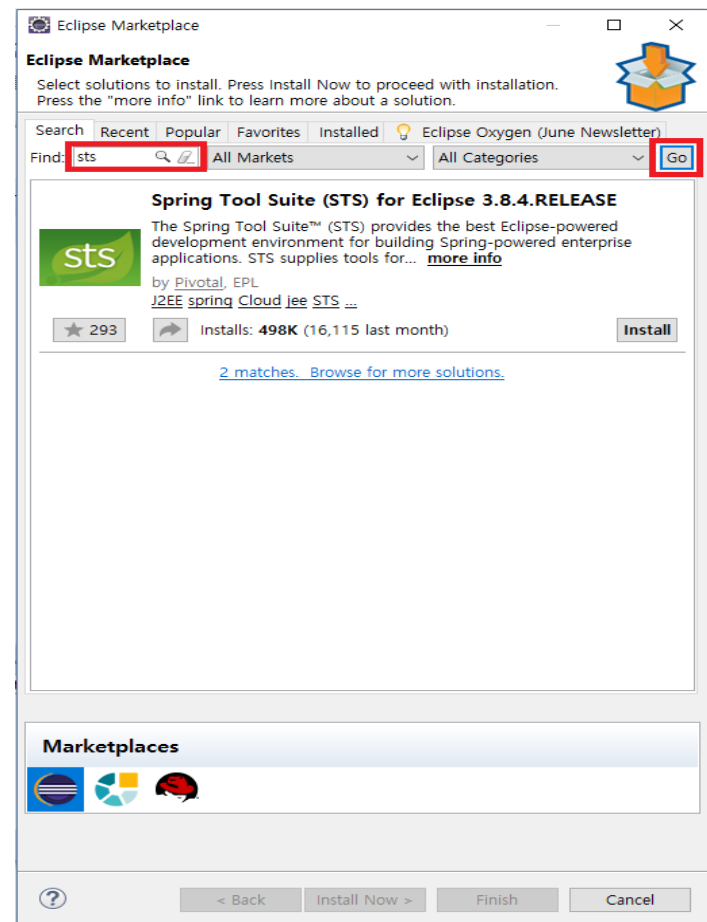 Eclipse Marketplace
Eclipse Marketplace
Select solutions to install. Press Install Now to proceed with installation.
Press the "more info" link to learn more about a solution.
Search Recent Popular Favorites Installed Eclipse Oxygen (June Newsletter)
Find: sts All Markets All Categories Go
Spring Tool Suite (STS) for Eclipse 3.8.4.RELEASE
The Spring Tool Suite™ (STS) provides the best Eclipse-powered
development environment for building Spring-powered enterprise
applications. STS supplies tools for... more info
sts
by Pivotal, EPL
J2EE spring Cloud jee STS ...
293 Installs: 498K (16,115 last month) Install
2 matches. Browse for more solutions.
Marketplaces
? < Back Install Now > Finish Cancel